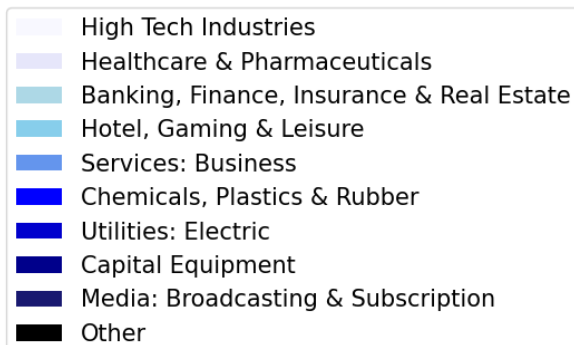 High Tech Industries
Healthcare & Pharmaceuticals
Banking, Finance, Insurance & Real Estate
Hotel, Gaming & Leisure
Services: Business
Chemicals, Plastics & Rubber
Utilities: Electric
Capital Equipment
Media: Broadcasting & Subscription
Other